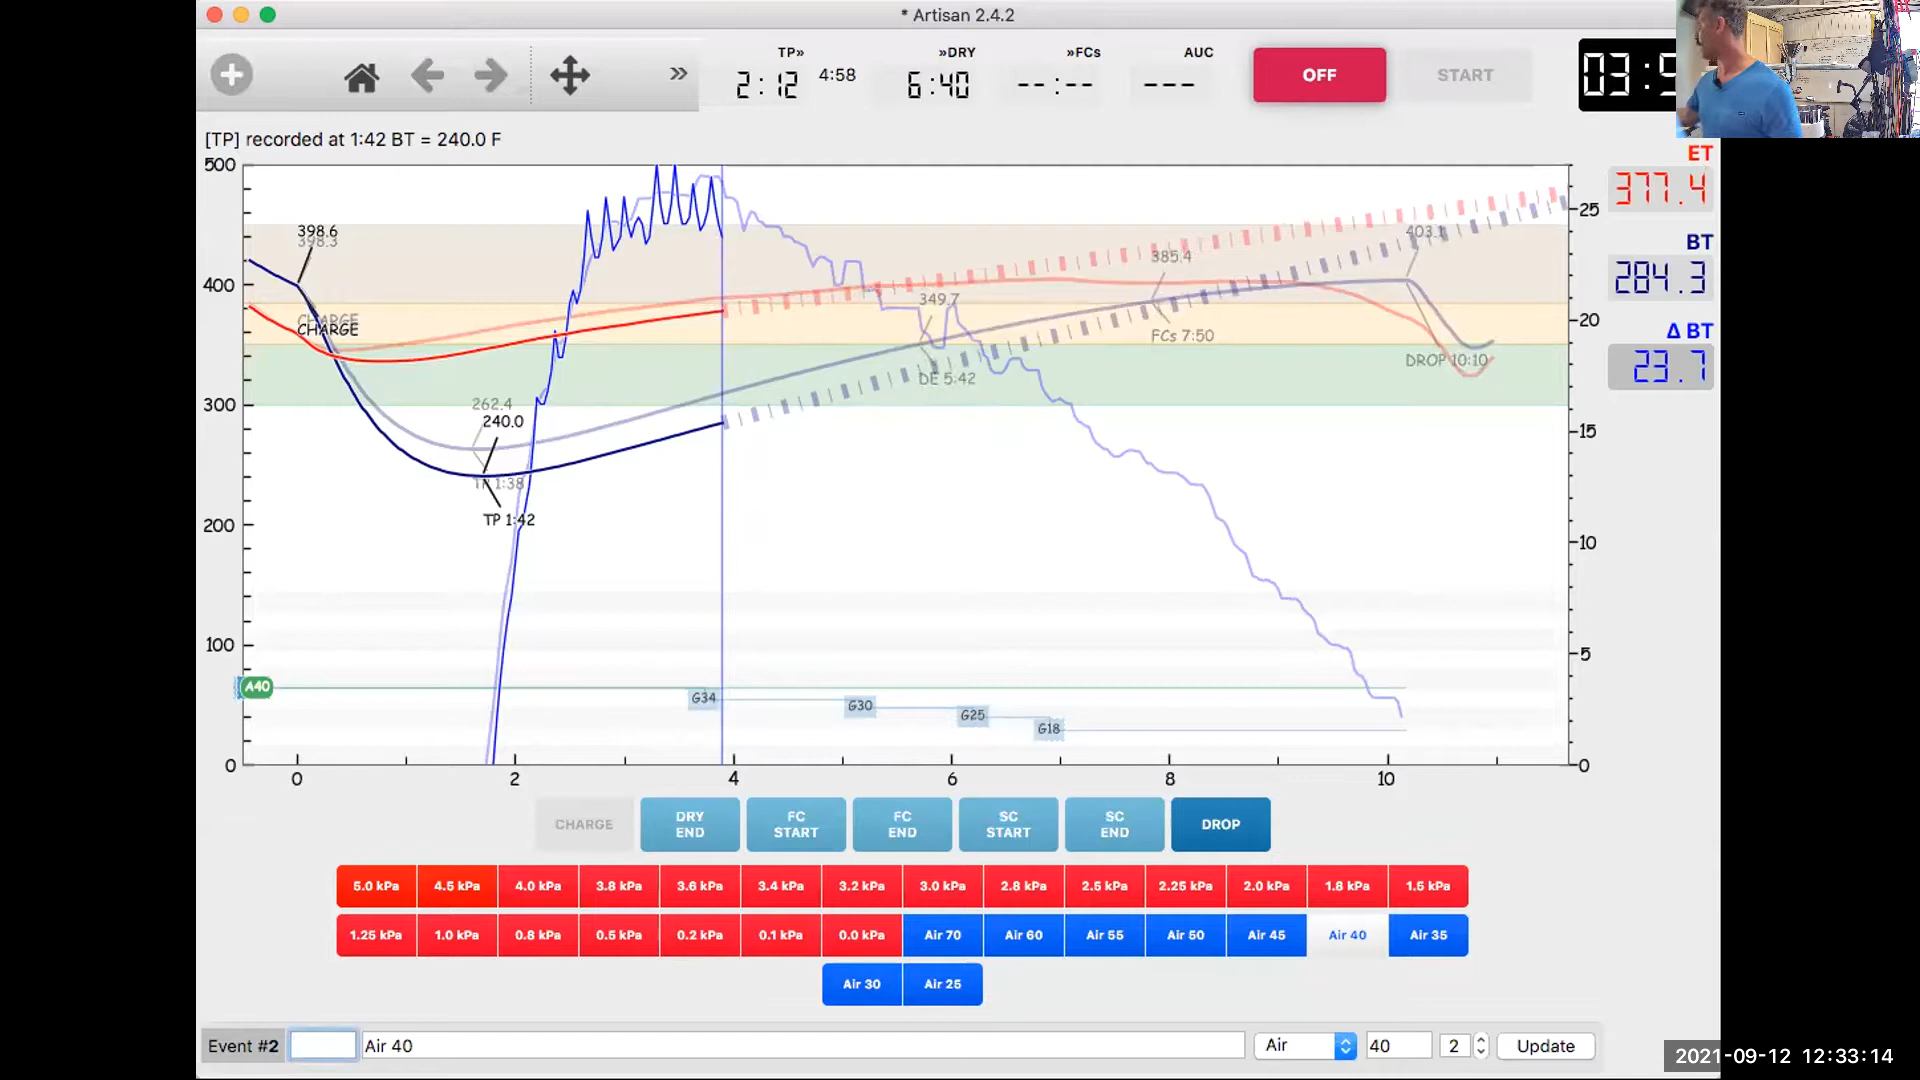 * Artisan 2.4.2
TP» »DRY »FCs AUC
2:12 4:58 6:40 --:-- ---
OFF
START
[TP] recorded at 1:42 BT = 240.0 F
ET
377.4
BT
284.3
Δ BT
23.7
500
400
300
200
100
0
25
20
15
10
5
0
0 2 4 6 8 10
398.6
398.3
CHARGE
CHARGE
262.4
240.0
TP 1:38
TP 1:42
349.7
DE 5:42
385.4
FCs 7:50
403.1
DROP 10:10
A40
G34
G30
G25
G18
CHARGE
DRY
END
FC
START
FC
END
SC
START
SC
END
DROP
5.0 kPa 4.5 kPa 4.0 kPa 3.8 kPa 3.6 kPa 3.4 kPa 3.2 kPa 3.0 kPa 2.8 kPa 2.5 kPa 2.25 kPa 2.0 kPa 1.8 kPa 1.5 kPa
1.25 kPa 1.0 kPa 0.8 kPa 0.5 kPa 0.2 kPa 0.1 kPa 0.0 kPa Air 70 Air 60 Air 55 Air 50 Air 45 Air 40 Air 35
Air 30 Air 25
Event #2 Air 40 Air 40 2 Update
2021-09-12 12:33:14